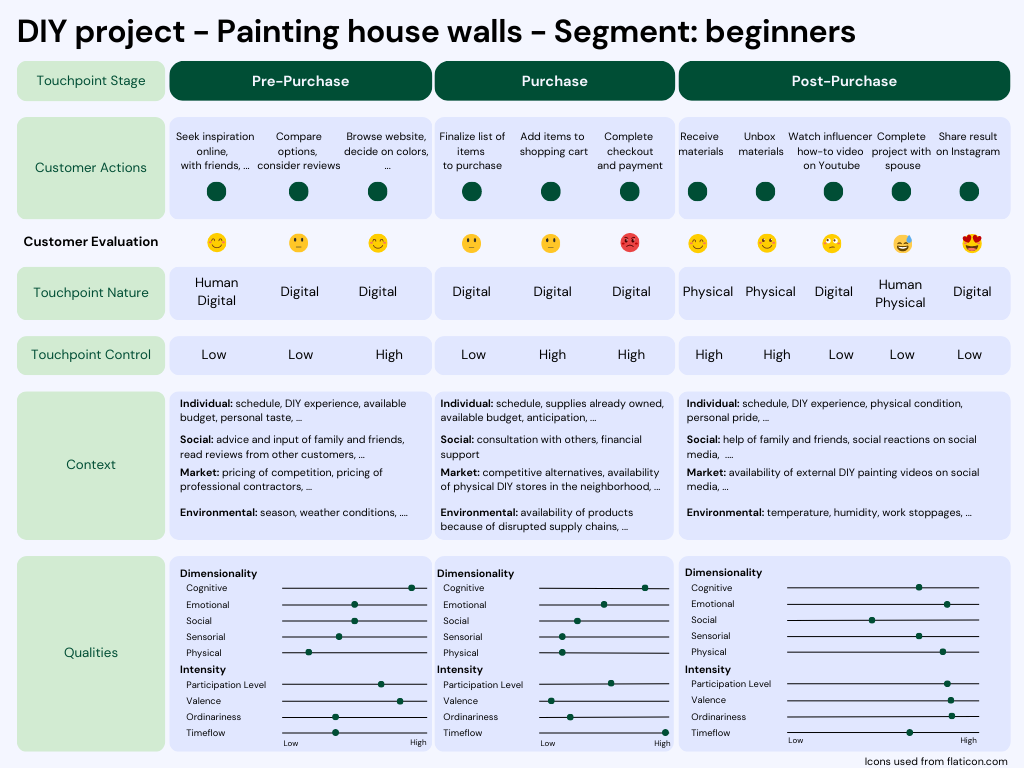 DIY project – Painting house walls – Segment: beginners
Touchpoint Stage
Pre-Purchase
Purchase
Post-Purchase
Customer Actions
Seek inspiration
online,
with friends, ...
Compare
options,
consider reviews
Browse website,
decide on colors,
...
Finalize list of
items
to purchase
Add items to
shopping cart
Complete
checkout
and payment
Receive
materials
Unbox
materials
Watch influencer
how-to video
on Youtube
Complete
project with
spouse
Share result
on Instagram
Customer Evaluation
Touchpoint Nature
Human
Digital
Digital
Digital
Digital
Digital
Digital
Physical
Physical
Digital
Human
Physical
Digital
Touchpoint Control
Low
Low
High
Low
High
High
High
High
Low
Low
Low
Context
Individual: schedule, DIY experience, available
budget, personal taste, ...
Social: advice and input of family and friends,
read reviews from other customers, ...
Market: pricing of competition, pricing of
professional contractors, ...
Environmental: season, weather conditions, ....
Individual: schedule, supplies already owned,
available budget, anticipation, ...
Social: consultation with others, financial
support
Market: competitive alternatives, availability
of physical DIY stores in the neighborhood, ...
Environmental: availability of products
because of disrupted supply chains, ...
Individual: schedule, DIY experience, physical condition,
personal pride, ...
Social: help of family and friends, social reactions on social
media, ....
Market: availability of external DIY painting videos on social
media, ...
Environmental: temperature, humidity, work stoppages, ...
Qualities
Dimensionality
Cognitive
Emotional
Social
Sensorial
Physical
Intensity
Participation Level
Valence
Ordinariness
Timeflow
Low
High
Dimensionality
Cognitive
Emotional
Social
Sensorial
Physical
Intensity
Participation Level
Valence
Ordinariness
Timeflow
Low
High
Dimensionality
Cognitive
Emotional
Social
Sensorial
Physical
Intensity
Participation Level
Valence
Ordinariness
Timeflow
Low
High
Icons used from flaticon.com